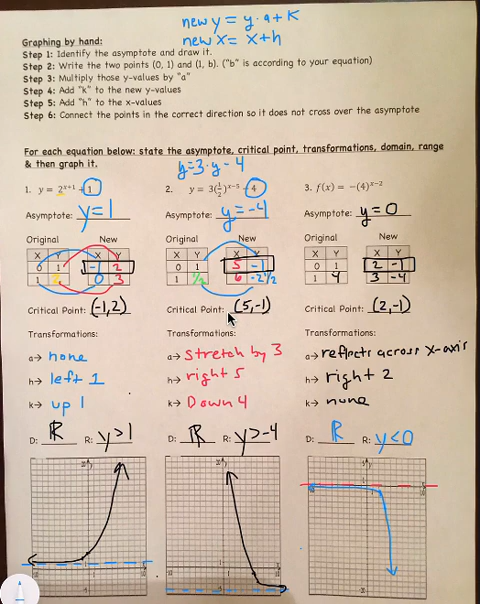 new y = y·a + k
new x = x+h
Graphing by hand:
Step 1: Identify the asymptote and draw it.
Step 2: Write the two points (0, 1) and (1, b). ("b" is according to your equation)
Step 3: Multiply those y-values by "a"
Step 4: Add "k" to the new y-values
Step 5: Add "h" to the x-values
Step 6: Connect the points in the correct direction so it does not cross over the asymptote
For each equation below: state the asymptote, critical point, transformations, domain, range
& then graph it.
y=3·y - 4
1. y = 2^(x+1) + 1
2. y = 3(1/2)^(x-5) - 4
3. f(x) = -(4)^(x-2)
Asymptote: y=1
Asymptote: y=-4
Asymptote: y=0
Original New
Original New
Original New
X Y X Y
X Y X Y
X Y X Y
0 1 -1 2
0 1 5 -1
0 1 2 -1
1 2 0 3
1 1/2 6 -2 1/2
1 4 3 -4
Critical Point: (-1,2)
Critical Point: (5,-1)
Critical Point: (2,-1)
Transformations:
Transformations:
Transformations:
a→ none
a→ stretch by 3
a→ reflects across x-axis
h→ left 1
h→ right 5
h→ right 2
k→ up 1
k→ Down 4
k→ none
D: ℝ R: y>1
D: ℝ R: y>-4
D: ℝ R: y<0